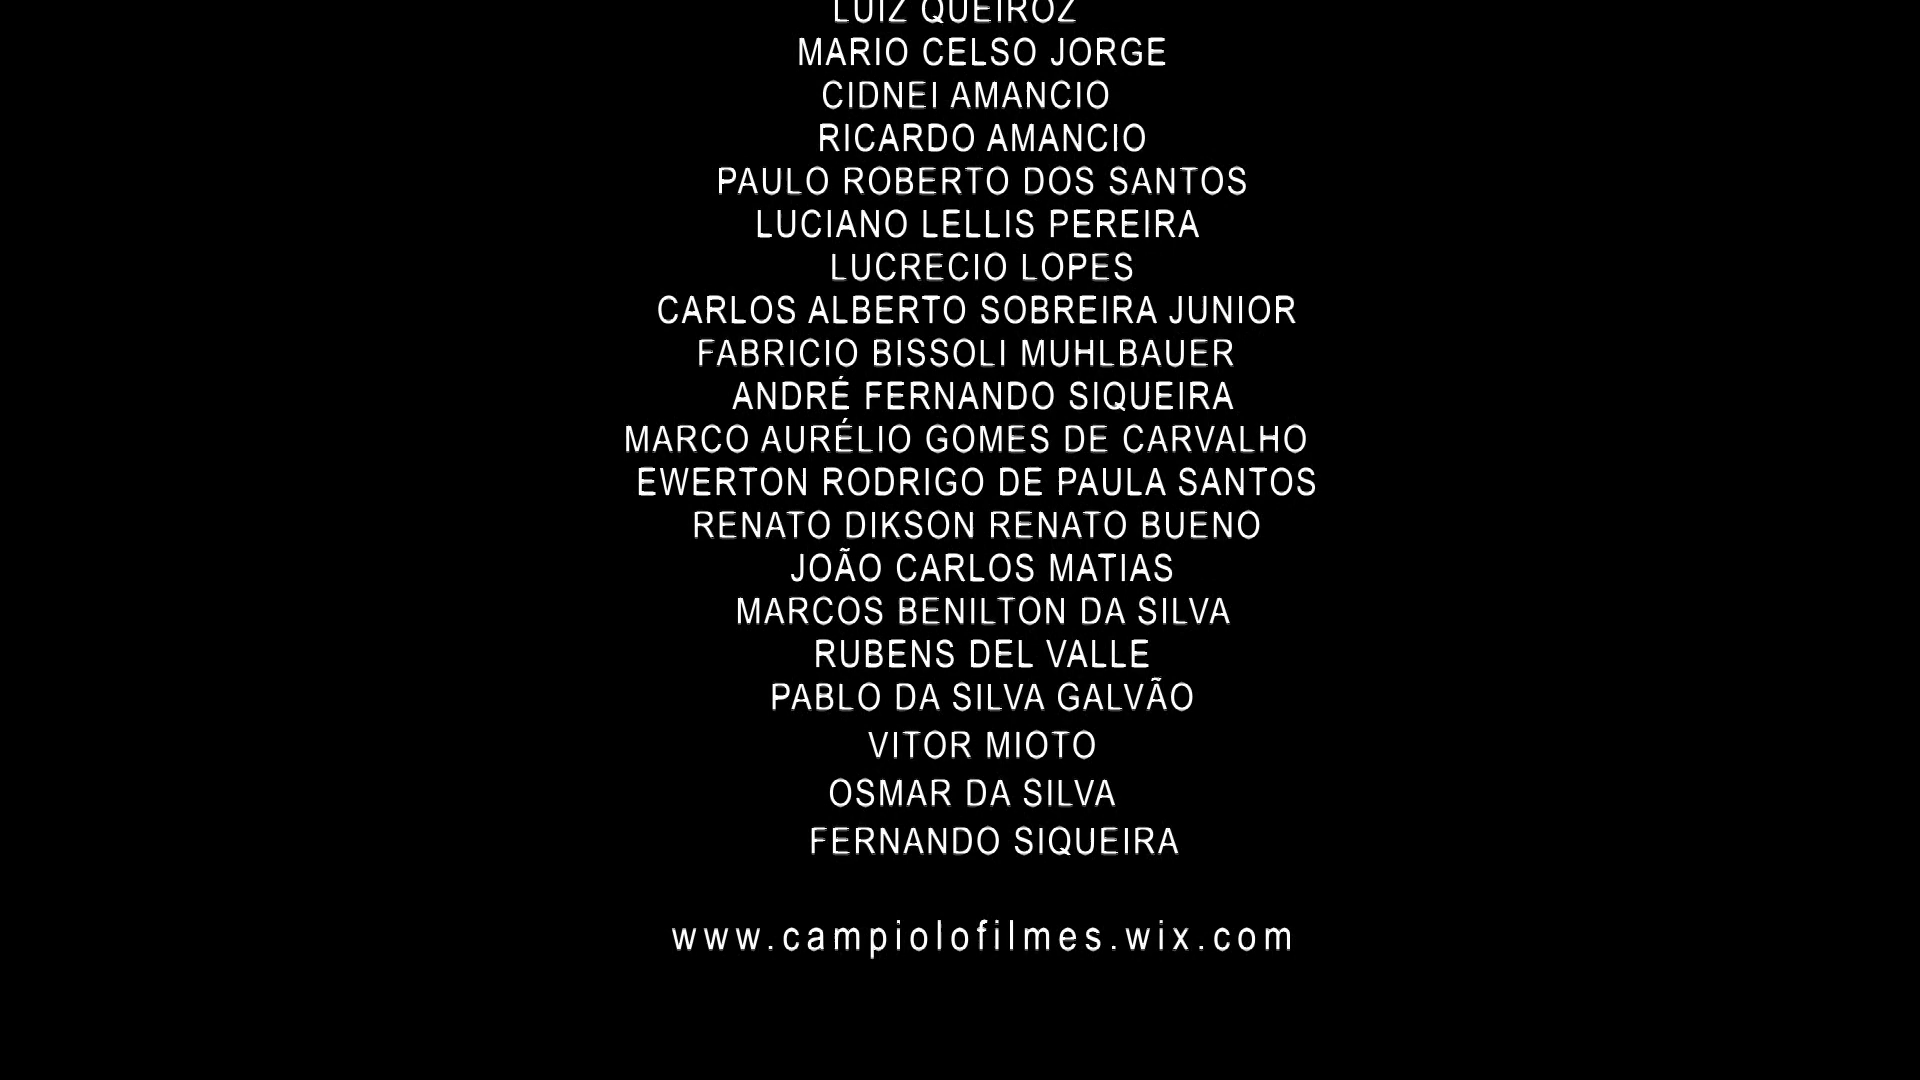 LUIZ QUEIROZ
MARIO CELSO JORGE
CIDNEI AMANCIO
RICARDO AMANCIO
PAULO ROBERTO DOS SANTOS
LUCIANO LELLIS PEREIRA
LUCRECIO LOPES
CARLOS ALBERTO SOBREIRA JUNIOR
FABRICIO BISSOLI MUHLBAUER
ANDRÉ FERNANDO SIQUEIRA
MARCO AURÉLIO GOMES DE CARVALHO
EWERTON RODRIGO DE PAULA SANTOS
RENATO DIKSON RENATO BUENO
JOÃO CARLOS MATIAS
MARCOS BENILTON DA SILVA
RUBENS DEL VALLE
PABLO DA SILVA GALVÃO
VITOR MIOTO
OSMAR DA SILVA
FERNANDO SIQUEIRA
www.campiolofilmes.wix.com